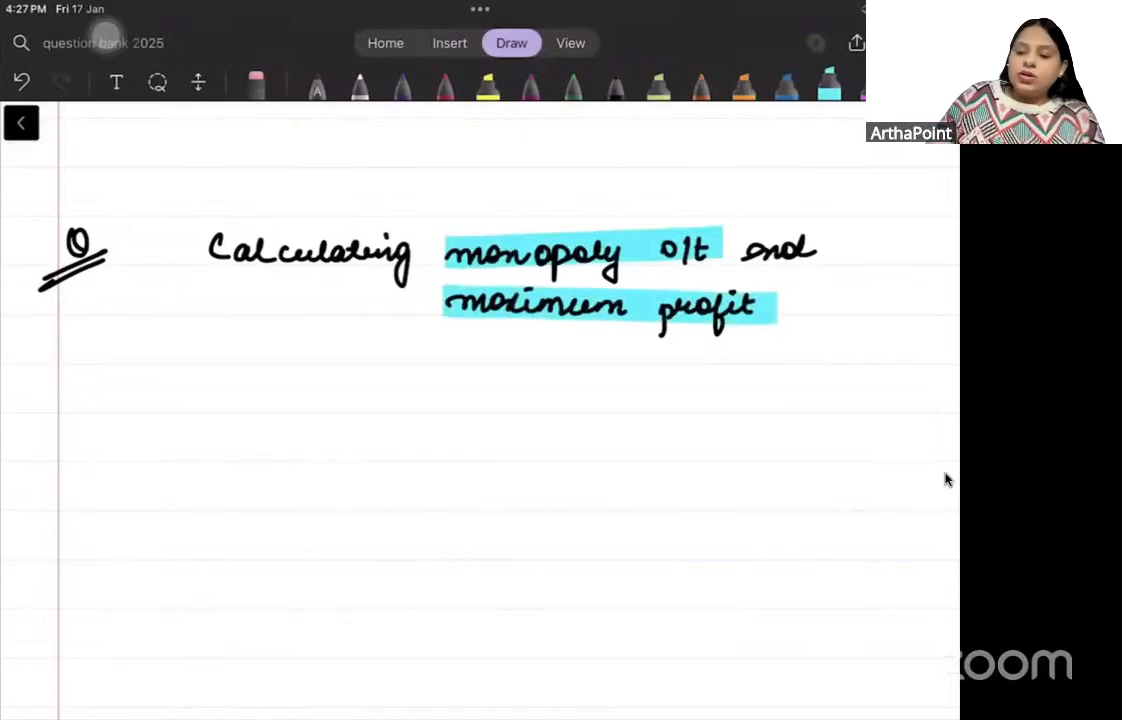 4:27 PM Fri 17 Jan
question bank 2025
Home Insert Draw View
T
A
ArthaPoint
Q Calculating monopoly o/t and
maximum profit
zoom